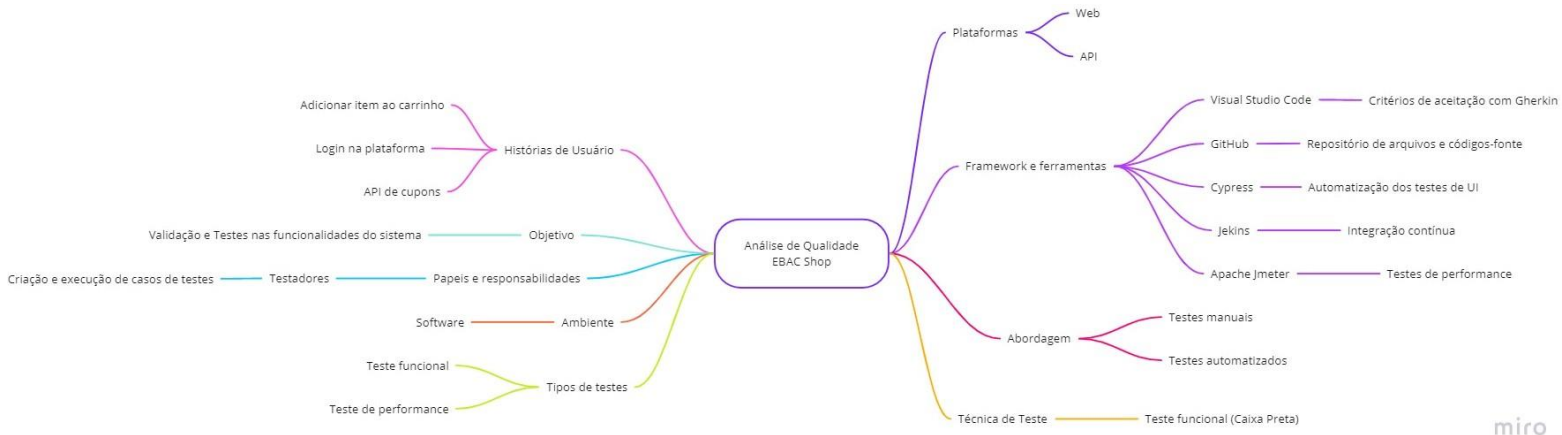 Análise de Qualidade
EBAC Shop
Histórias de Usuário
Adicionar item ao carrinho
Login na plataforma
API de cupons
Objetivo
Validação e Testes nas funcionalidades do sistema
Papeis e responsabilidades
Testadores
Criação e execução de casos de testes
Ambiente
Software
Tipos de testes
Teste funcional
Teste de performance
Plataformas
Web
API
Framework e ferramentas
Visual Studio Code
Critérios de aceitação com Gherkin
GitHub
Repositório de arquivos e códigos-fonte
Cypress
Automatização dos testes de UI
Jekins
Integração contínua
Apache Jmeter
Testes de performance
Abordagem
Testes manuais
Testes automatizados
Técnica de Teste
Teste funcional (Caixa Preta)
miro